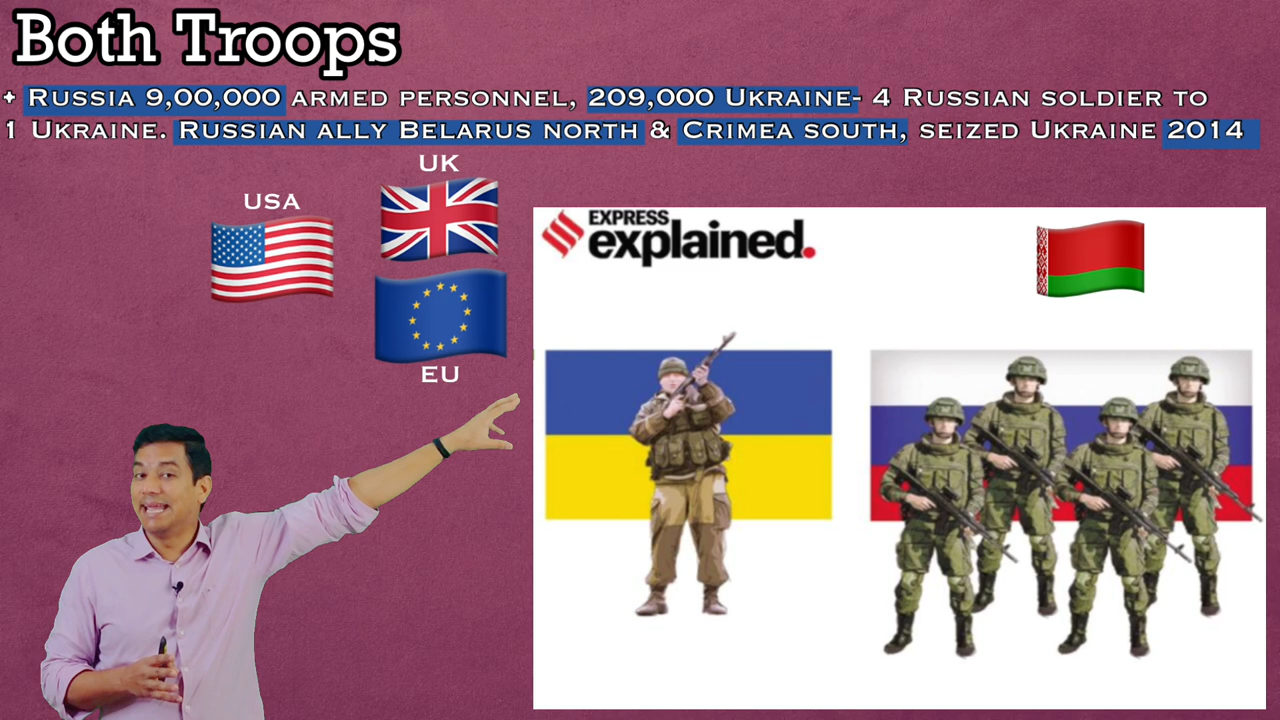 Both Troops
+ Russia 9,00,000 armed personnel, 209,000 Ukraine- 4 Russian soldier to
1 Ukraine. Russian ally Belarus north & Crimea south, seized Ukraine 2014
UK
USA
EU
EXPRESS
explained.